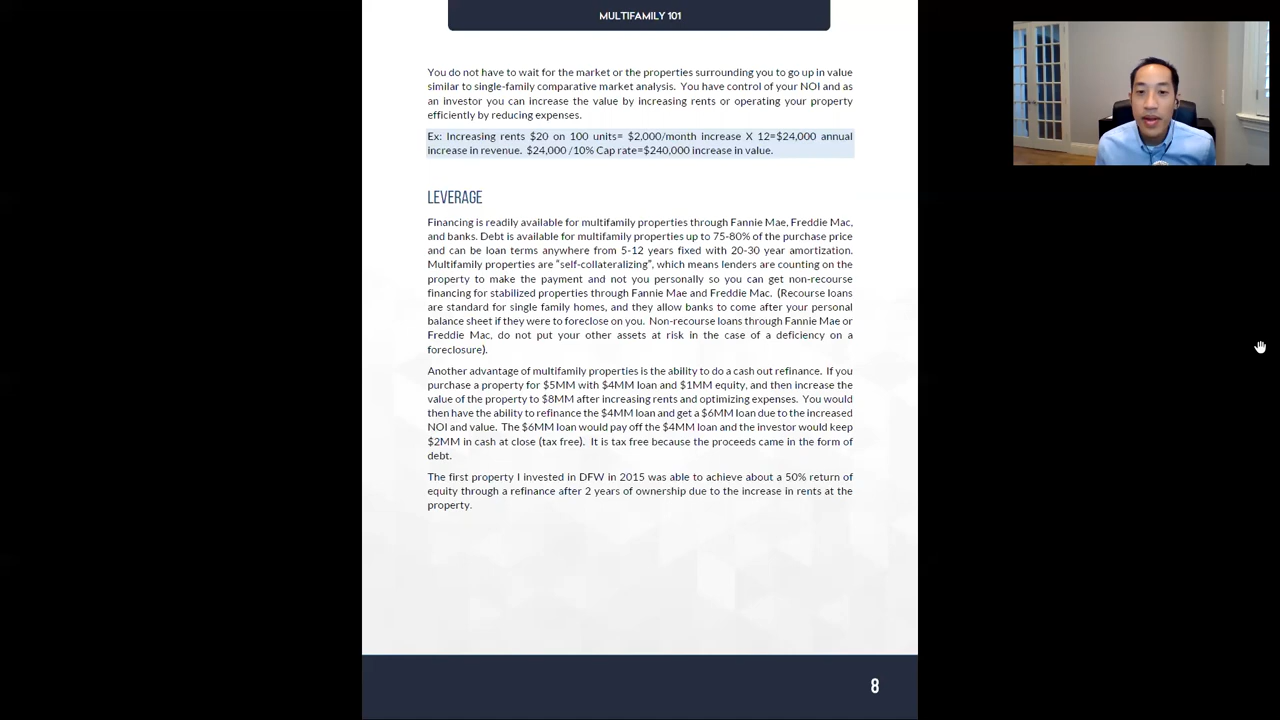 MULTIFAMILY 101
You do not have to wait for the market or the properties surrounding you to go up in value
similar to single-family comparative market analysis. You have control of your NOI and as
an investor you can increase the value by increasing rents or operating your property
efficiently by reducing expenses.
Ex: Increasing rents $20 on 100 units= $2,000/month increase X 12=$24,000 annual
increase in revenue. $24,000 /10% Cap rate=$240,000 increase in value.
LEVERAGE
Financing is readily available for multifamily properties through Fannie Mae, Freddie Mac,
and banks. Debt is available for multifamily properties up to 75-80% of the purchase price
and can be loan terms anywhere from 5-12 years fixed with 20-30 year amortization.
Multifamily properties are “self-collateralizing”, which means lenders are counting on the
property to make the payment and not you personally so you can get non-recourse
financing for stabilized properties through Fannie Mae and Freddie Mac. (Recourse loans
are standard for single family homes, and they allow banks to come after your personal
balance sheet if they were to foreclose on you. Non-recourse loans through Fannie Mae or
Freddie Mac, do not put your other assets at risk in the case of a deficiency on a
foreclosure).
Another advantage of multifamily properties is the ability to do a cash out refinance. If you
purchase a property for $5MM with $4MM loan and $1MM equity, and then increase the
value of the property to $8MM after increasing rents and optimizing expenses. You would
then have the ability to refinance the $4MM loan and get a $6MM loan due to the increased
NOI and value. The $6MM loan would pay off the $4MM loan and the investor would keep
$2MM in cash at close (tax free). It is tax free because the proceeds came in the form of
debt.
The first property I invested in DFW in 2015 was able to achieve about a 50% return of
equity through a refinance after 2 years of ownership due to the increase in rents at the
property.
8